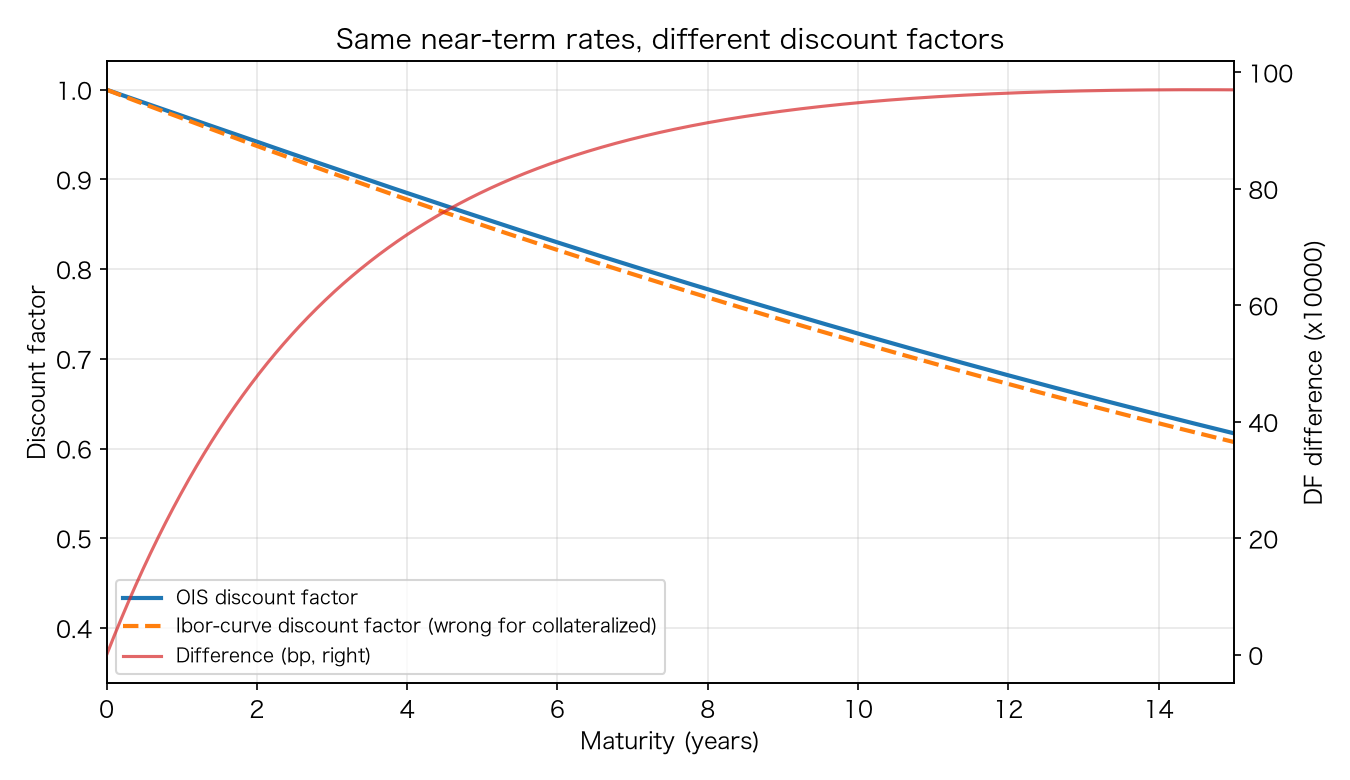 Same near-term rates, different discount factors
Discount factor
1.0
0.9
0.8
0.7
0.6
0.5
0.4
100
80
60
40
20
0
DF difference (x10000)
OIS discount factor
Ibor-curve discount factor (wrong for collateralized)
Difference (bp, right)
0 2 4 6 8 10 12 14
Maturity (years)